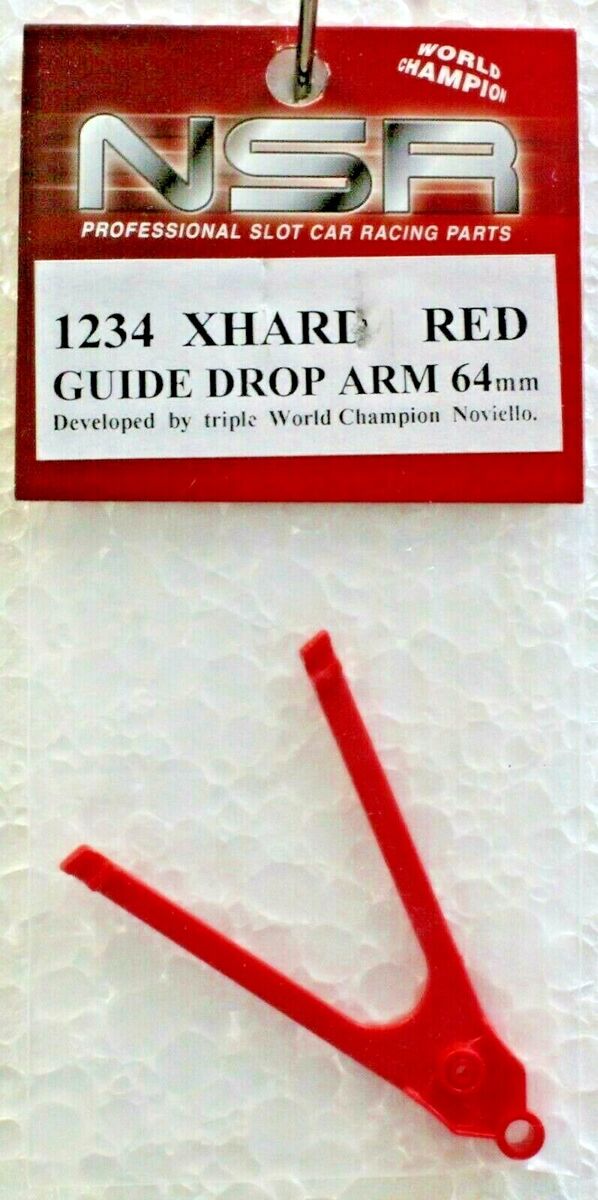 WORLD
CHAMPION
NSR
PROFESSIONAL SLOT CAR RACING PARTS
1234 XHARD RED
GUIDE DROP ARM 64mm
Developed by triple World Champion Noviello.